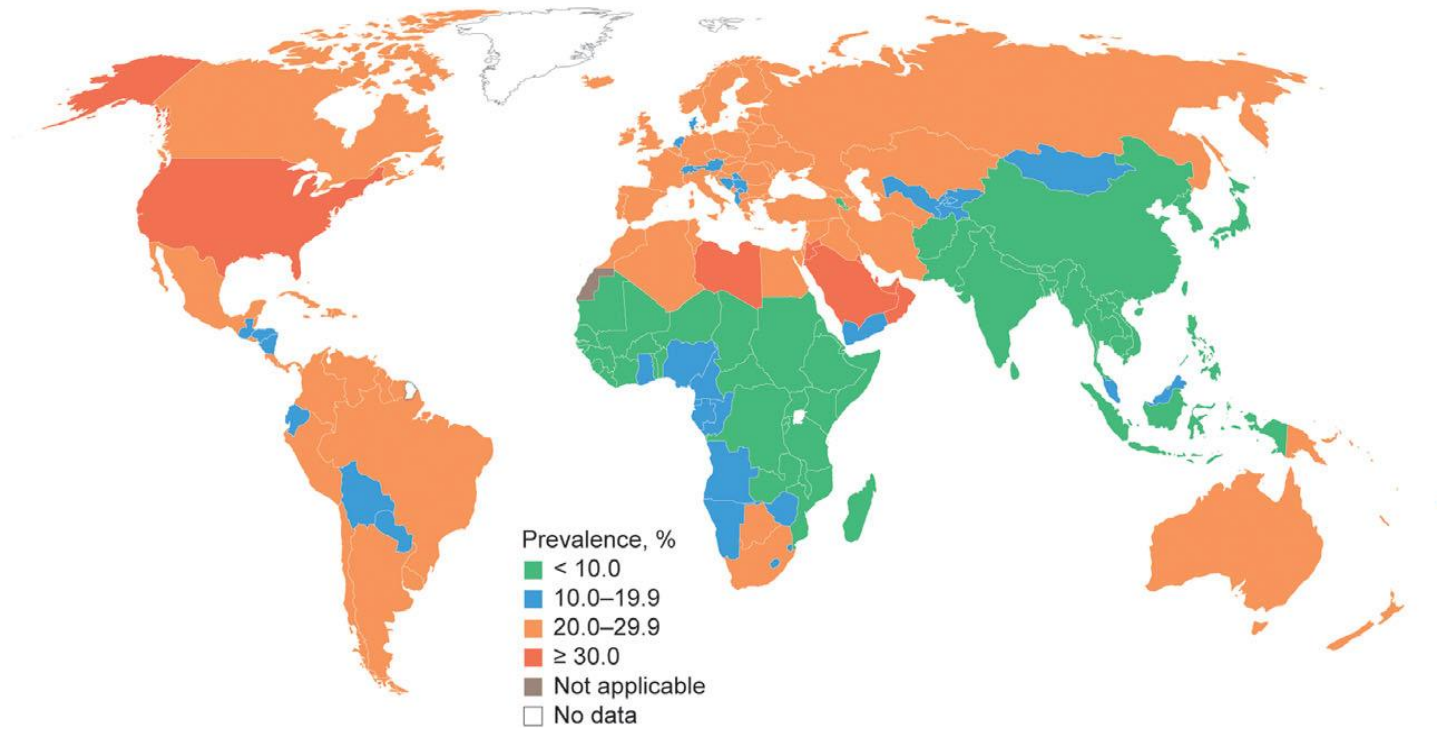 Prevalence, %
< 10.0
10.0–19.9
20.0–29.9
≥ 30.0
Not applicable
No data